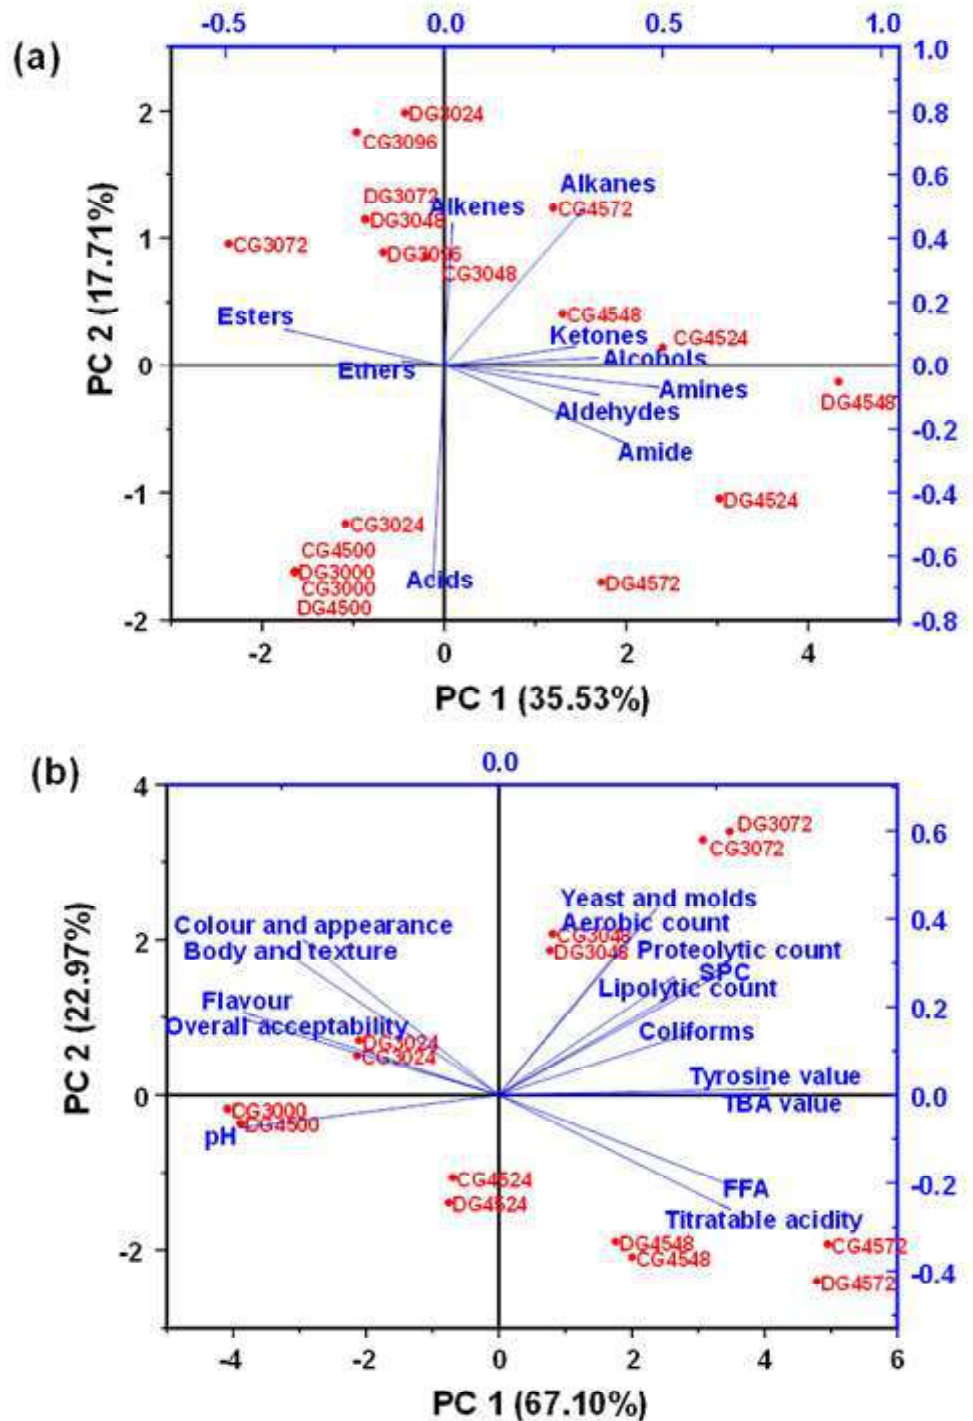 (a)
-0.5 0.0 0.5 1.0
1.0
2 DG3024 0.8
CG3096
Alkanes 0.6
DG3072
Alkenes CG4572
DG3048
1 CG3072 DG3096 0.4
CG3048
Esters CG4548 0.2
Ketones CG4524
Alcohols
0 Ethers 0.0
Amines
DG4548
Aldehydes
-0.2
Amide
-1 DG4524 -0.4
CG3024
CG4500
-0.6
DG3000 Acids DG4572
CG3000
DG4500
-2 -0.8
-2 0 2 4
PC 1 (35.53%)
PC 2 (17.71%)
(b)
0.0
4
DG3072 0.6
CG3072
Yeast and molds
Colour and appearance Aerobic count 0.4
2 CG3048
Body and texture DG3048 Proteolytic count
SPC
Lipolytic count
Flavour 0.2
Overall acceptability Coliforms
DG3024
CG3024
Tyrosine value
0 TBA value 0.0
DG3000
DG4500
pH
CG4524
DG4524 FFA -0.2
Titratable acidity
DG4548 CG4572
-2 CG4548 -0.4
DG4572
-4 -2 0 2 4 6
PC 1 (67.10%)
PC 2 (22.97%)